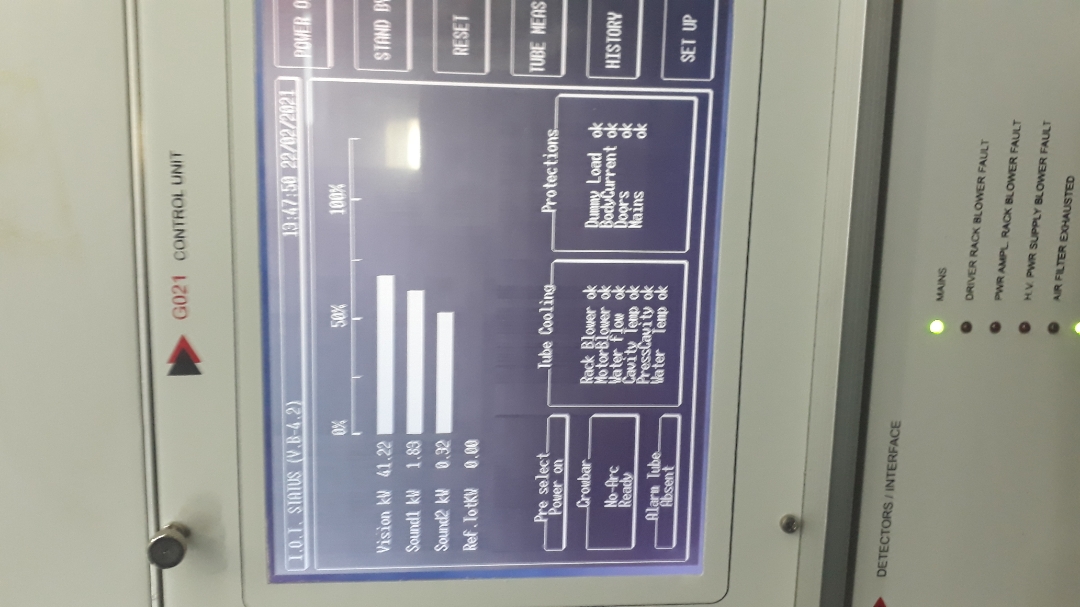 G021 CONTROL UNIT
I.O.T. STATUS (V.B-4.2) 13:47:50 22/02/2021
0% 50% 100%
Vision kW 41.22
Sound1 kW 1.83
Sound2 kW 0.32
Ref.TotKW 0.00
POWER O
STAND BY
RESET
TUBE MEAS
HISTORY
SET UP
Pre select
Power on
Crowbar
No-Arc
Ready
Alarm Tube
Absent
Tube Cooling
Rack Blower ok
MotorBlower ok
Water flow ok
Cavity Temp ok
PressCavity ok
Water Temp ok
Protections
Dummy Load ok
BodyCurrent ok
Doors ok
Mains ok
DETECTORS / INTERFACE
MAINS
DRIVER RACK BLOWER FAULT
PWR AMPL. RACK BLOWER FAULT
H.V. PWR SUPPLY BLOWER FAULT
AIR FILTER EXHAUSTED